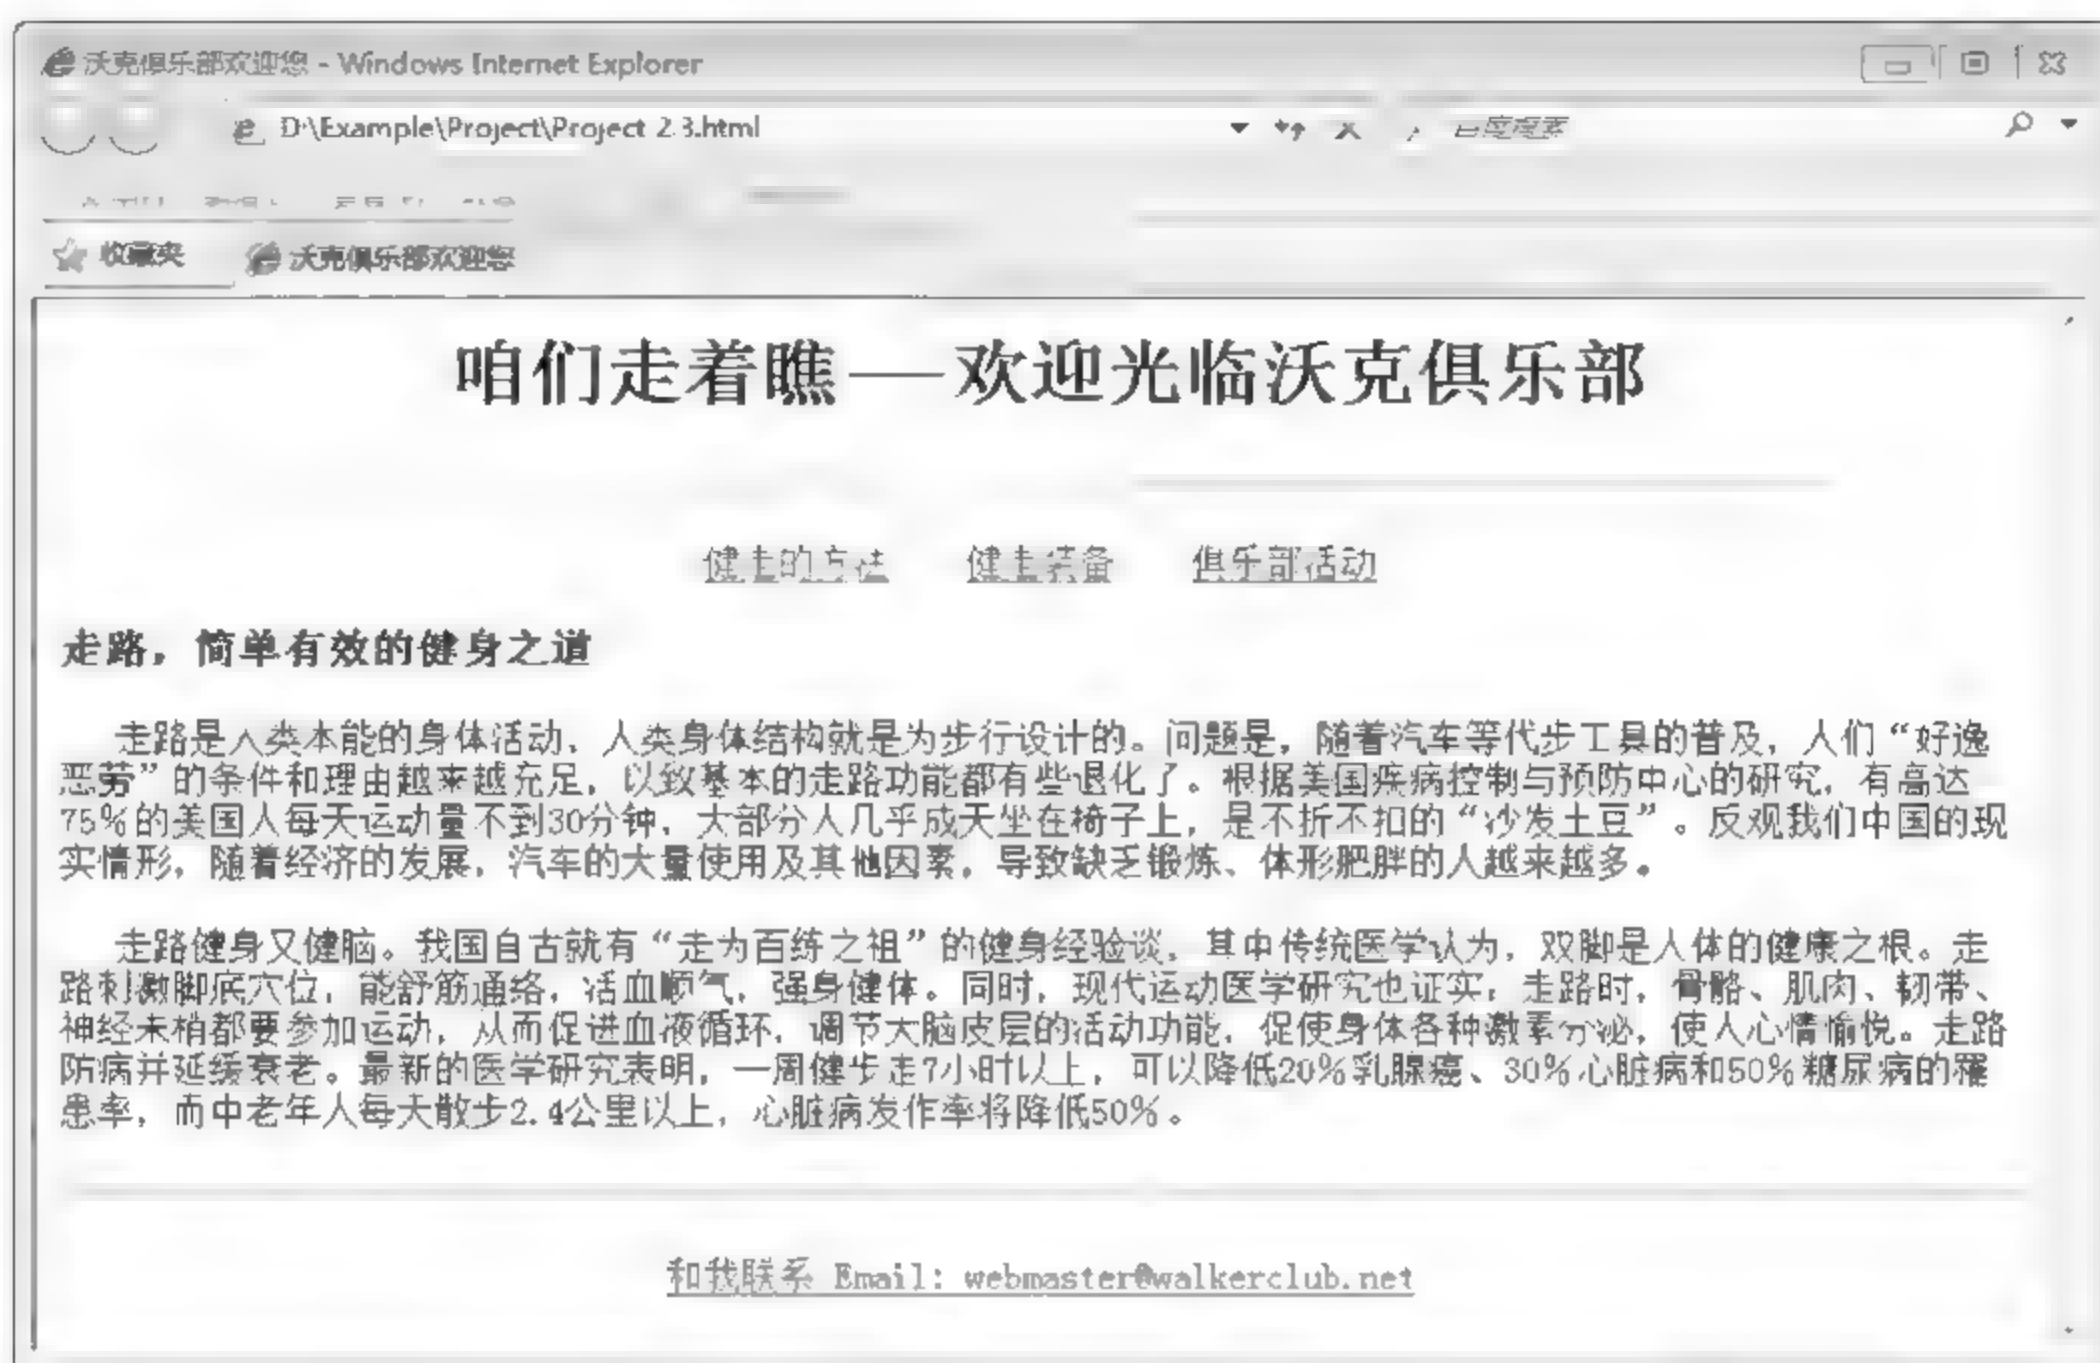 沃克俱乐部欢迎您 - Windows Internet Explorer
D:\Example\Project\Project 2.3.html
百度搜索
收藏夹 沃克俱乐部欢迎您
咱们走着瞧——欢迎光临沃克俱乐部
健走的方法 健走装备 俱乐部活动
走路，简单有效的健身之道
走路是人类本能的身体活动，人类身体结构就是为步行设计的。问题是，随着汽车等代步工具的普及，人们“好逸
恶劳”的条件和理由越来越充足，以致基本的走路功能都有些退化了。根据美国疾病控制与预防中心的研究，有高达
75%的美国人每天运动量不到30分钟，大部分人几乎成天坐在椅子上，是不折不扣的“沙发土豆”。反观我们中国的现
实情形，随着经济的发展，汽车的大量使用及其他因素，导致缺乏锻炼、体形肥胖的人越来越多。
走路健身又健脑。我国自古就有“走为百练之祖”的健身经验谈，其中传统医学认为，双脚是人体的健康之根。走
路刺激脚底穴位，能舒筋通络，活血顺气，强身健体。同时，现代运动医学研究也证实：走路时，骨骼、肌肉、韧带、
神经末梢都要参加运动，从而促进血液循环，调节大脑皮层的活动功能，促使身体各种激素分泌，使人心情愉悦。走路
防病并延缓衰老。最新的医学研究表明，一周健步走7小时以上，可以降低20%乳腺癌、30%心脏病和50%糖尿病的罹
患率，而中老年人每天散步2.4公里以上，心脏病发作率将降低50%。
和我联系 Email: webmaster@walkerclub.net